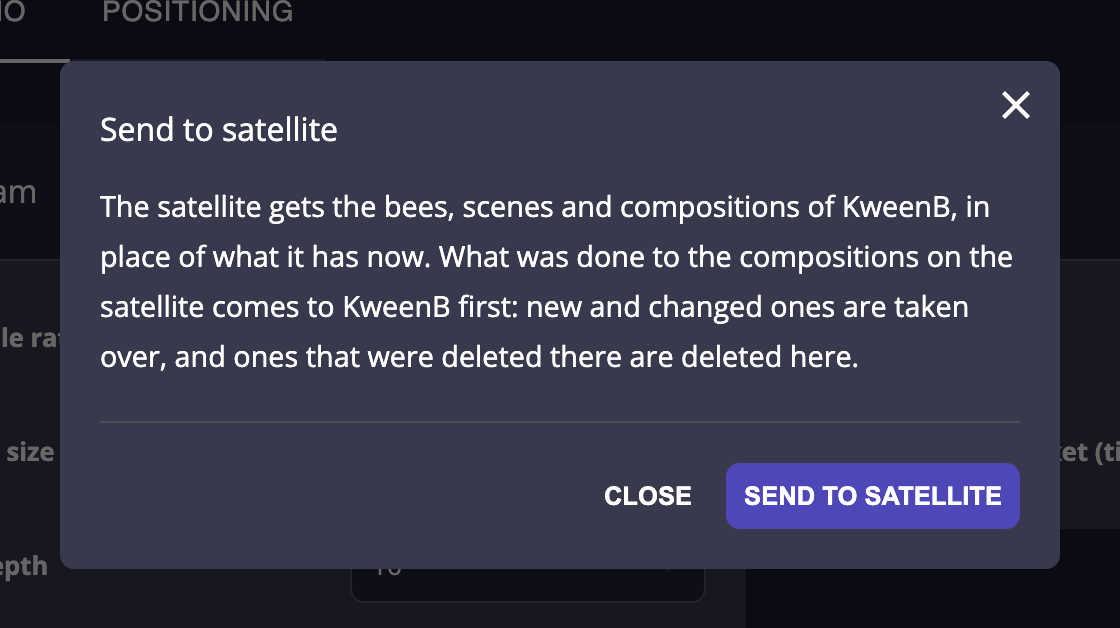 POSITIONING
Send to satellite
The satellite gets the bees, scenes and compositions of KweenB, in
place of what it has now. What was done to the compositions on the
satellite comes to KweenB first: new and changed ones are taken
over, and ones that were deleted there are deleted here.
size
CLOSE
SEND TO SATELLITE